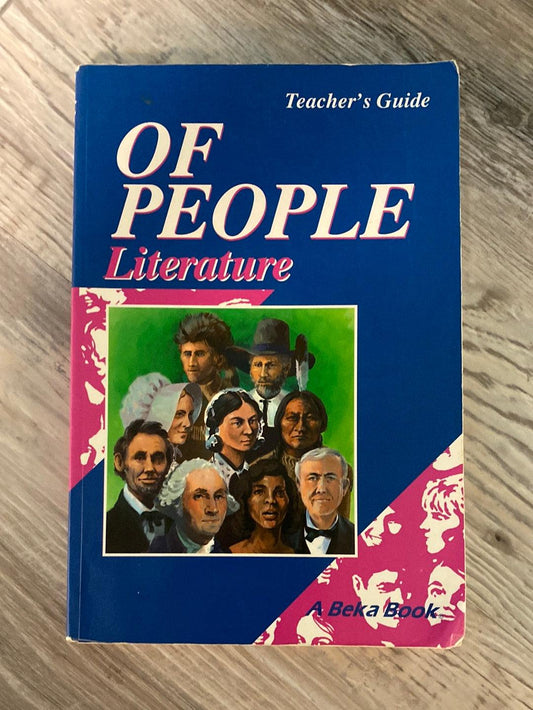 Teacher's Guide
OF
PEOPLE
Literature
A Beka Book